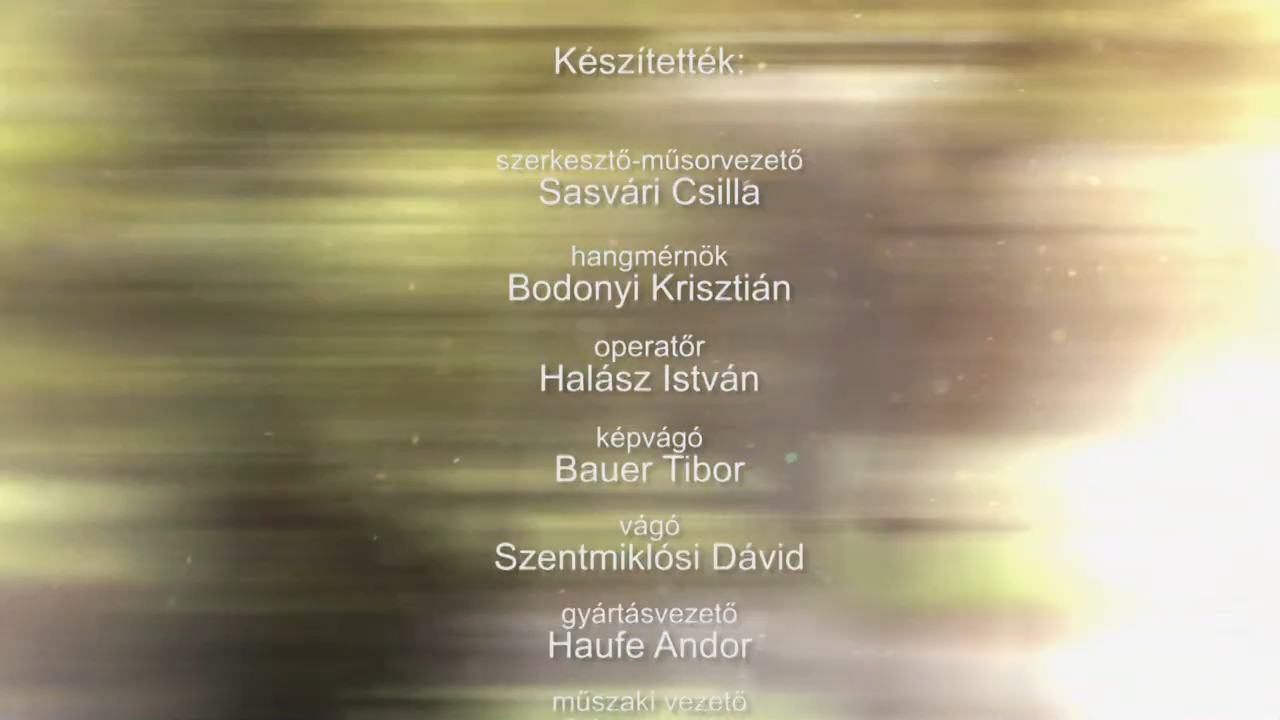 Készítették:
szerkesztő-műsorvezető
Sasvári Csilla
hangmérnök
Bodonyi Krisztián
operatőr
Halász István
képvágó
Bauer Tibor
vágó
Szentmiklósi Dávid
gyártásvezető
Haufe Andor
műszaki vezető